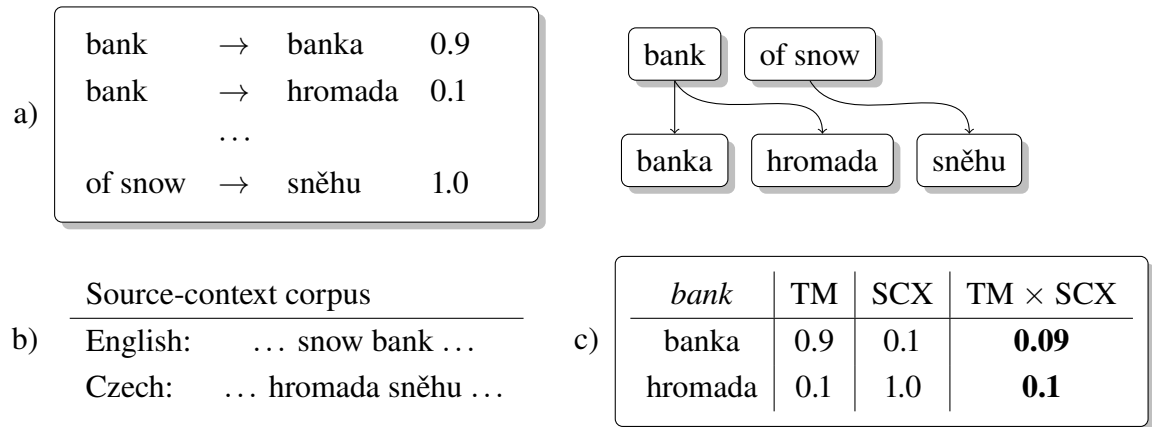 a)
bank → banka 0.9
bank → hromada 0.1
...
of snow → sněhu 1.0
bank of snow
banka hromada sněhu
b)
Source-context corpus
English: ... snow bank ...
Czech: ... hromada sněhu ...
c)
bank TM SCX TM × SCX
banka 0.9 0.1 0.09
hromada 0.1 1.0 0.1